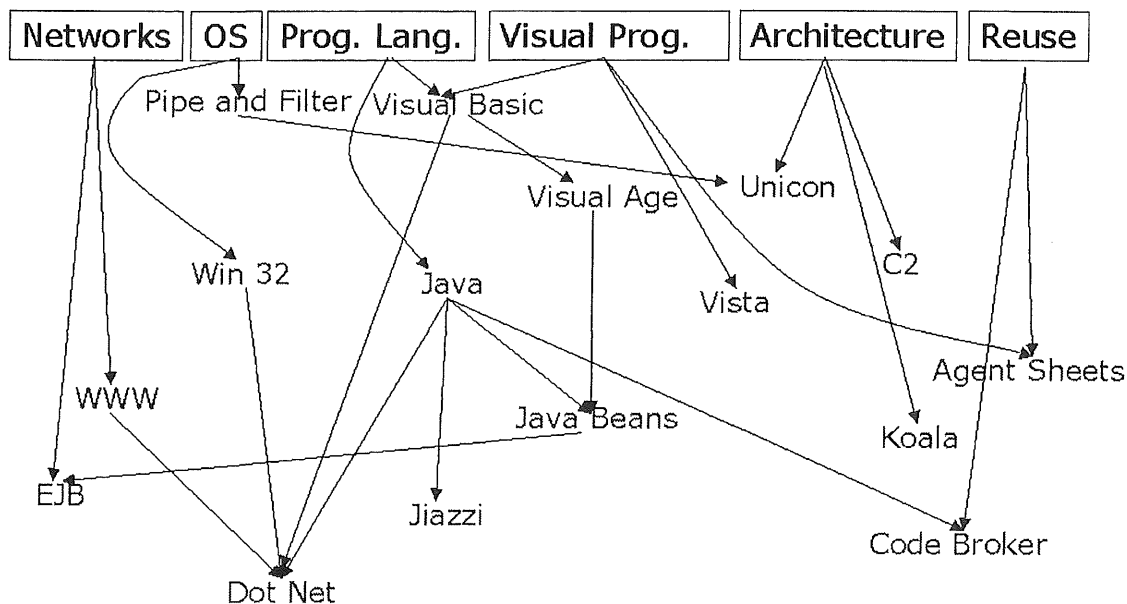 Networks
OS
Prog. Lang.
Visual Prog.
Architecture
Reuse
Pipe and Filter
Visual Basic
Visual Age
Unicon
Win 32
Java
Vista
C2
WWW
Java Beans
Agent Sheets
Koala
EJB
Jiazzi
Code Broker
Dot Net